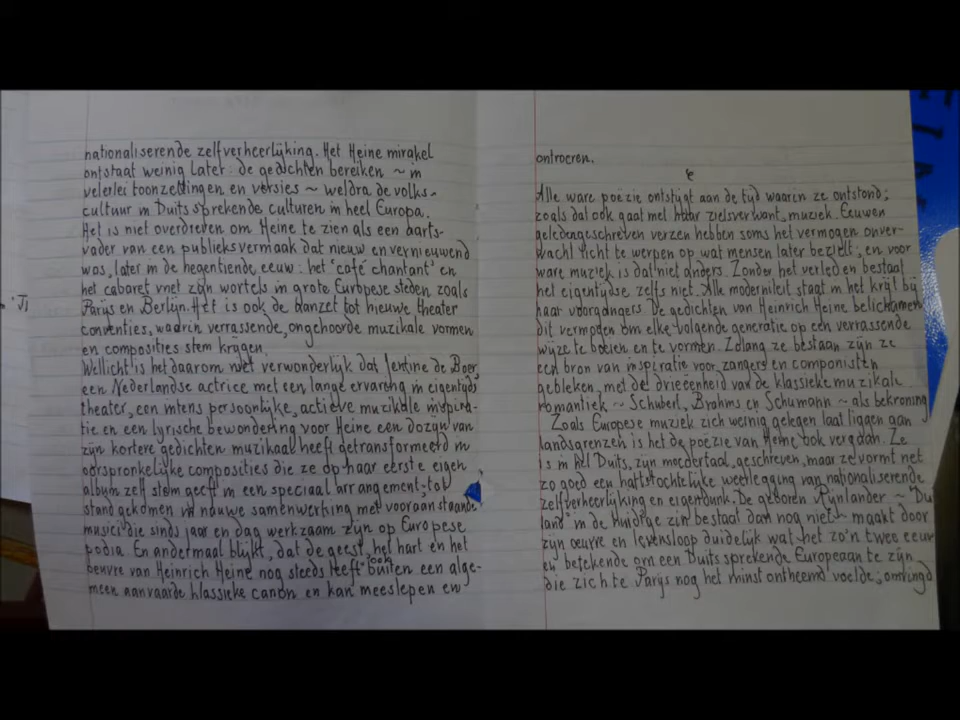 nationaliserende zelfverheerlijking. Het Heine mirakel
ontstaat weinig later: de gedichten bereiken ~ in
velerlei toonzettingen en versies ~ weldra de volks-
cultuur in Duits sprekende culturen in heel Europa.
Het is niet overdreven om Heine te zien als een aarts-
vader van een publieksvermaak dat nieuw en vernieuwend
was, later in de negentiende eeuw: het 'café chantant' en
het cabaret vnet zijn wortels in grote Europese steden zoals
Parijs en Berlijn. Het is ook de aanzet tot nieuwe theater
conventies, waarin verrassende, ongehoorde muzikale vormen
en composities stem krijgen.
Wellicht is het daarom niet verwonderlijk dat Jentine de Boer,
een Nederlandse actrice met een lange ervaring in eigentijds
theater, een intens persoonlijke, actieve muzikale inspira-
tie en een lyrische bewondering voor Heine een dozijn van
zijn kortere gedichten muzikaal heeft getransformeerd in
oorspronkelijke composities die ze op haar eerste eigen
album zelf stem geeft in een speciaal arrangement, tot
stand gekomen in nauwe samenwerking met vooraanstaande
musici die sinds jaar en dag werkzaam zijn op Europese
podia. En andermaal blijkt, dat de geest, het hart en het
oeuvre van Heinrich Heine nog steeds leeft ook buiten een alge-
meen aanvaarde klassieke canon en kan meeslepen en
ontroeren.
Alle ware poëzie ontstijgt aan de tijd waarin ze ontstond;
zoals dat ook gaat met haar zielsverwant, muziek. Eeuwen
geleden geschreven verzen hebben soms het vermogen onver-
wacht licht te werpen op wat mensen later bezielt; en voor
ware muziek is dat niet anders. Zonder het verleden bestaat
het eigentijdse zelfs niet. Alle moderniteit staat in het krijt bij
haar voorgangers. De gedichten van Heinrich Heine belichamen
dit vermogen om elke volgende generatie op een verrassende
wijze te boeien en te vormen. Zolang ze bestaan zijn ze
een bron van inspiratie voor zangers en componisten
gebleken, met de drieëenheid van de klassieke muzikale
romantiek ~ Schubert, Brahms en Schumann ~ als bekroning
Zoals Europese muziek zich weinig gelegen laat liggen aan
landsgrenzen is het de poëzie van Heine ook vergaan. Ze
is in het Duits, zijn moedertaal, geschreven, maar ze vormt net
zo goed een hartstochtelijke weerlegging van nationaliserende
zelfverheerlijking en eigendunk. De geboren Rijnlander ~ "Du
land" in de huidige zin bestaat dan nog niet ~ maakt door
zijn oeuvre en levensloop duidelijk wat het zo'n twee eeuw
en betekende om een Duits sprekende Europeaan te zijn
die zich te Parijs nog het minst ontheemd voelde; omringd